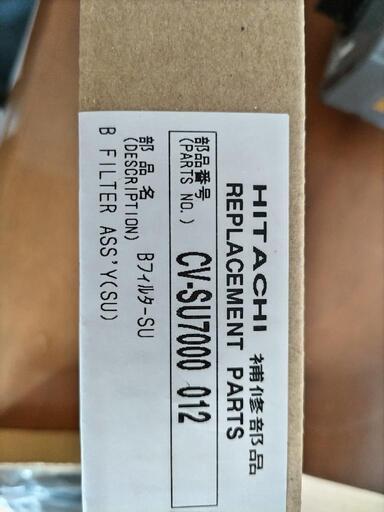 HITACHI 補修部品
REPLACEMENT PARTS
部品番号
(PARTS NO.)
CV-SU7000 012
部品名
(DESCRIPTION)
Bフィルター-SU
B FILTER ASS'Y(SU)